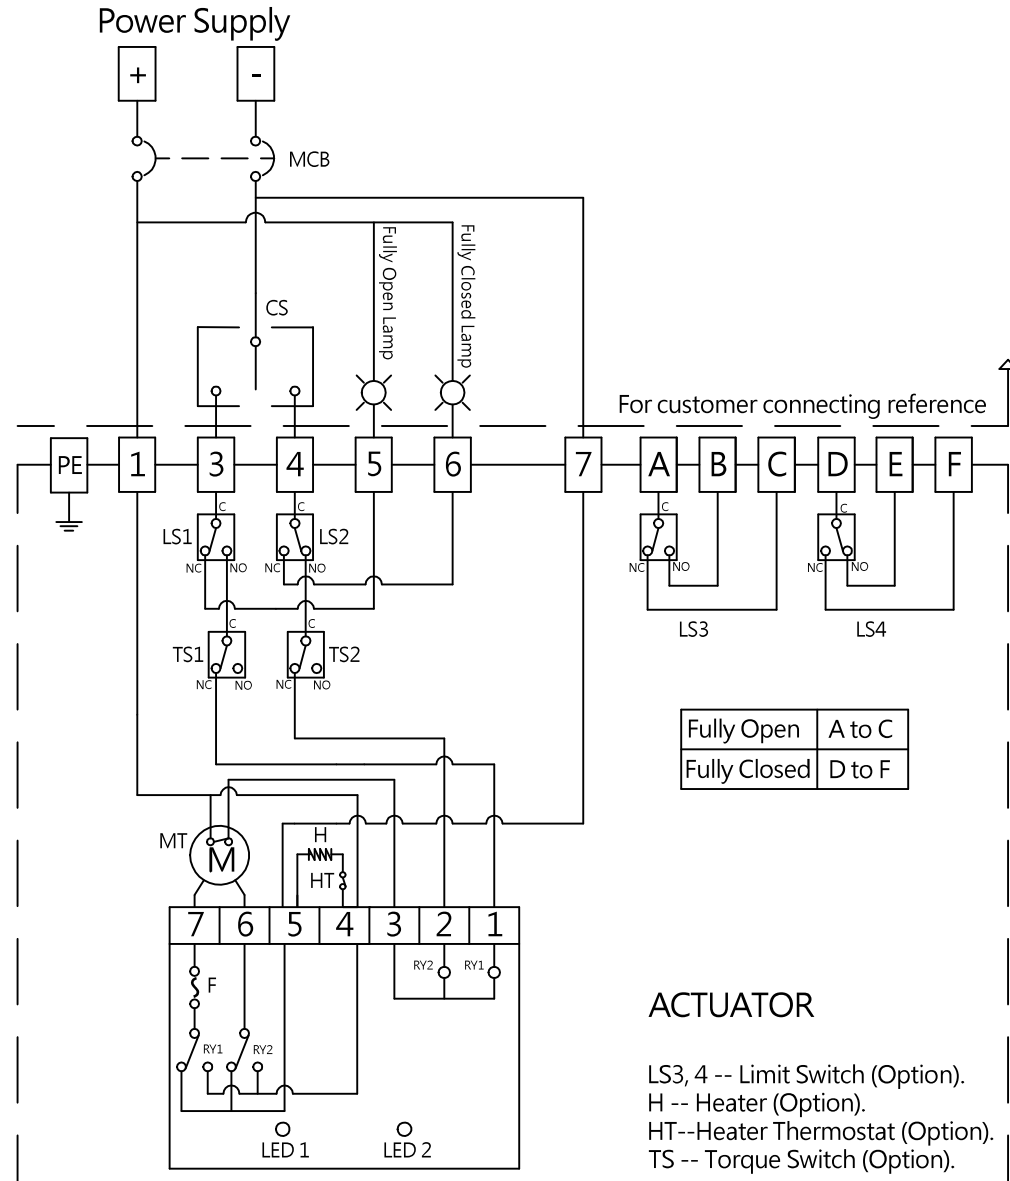 Power Supply
+ -
MCB
Fully Open Lamp
Fully Closed Lamp
CS
For customer connecting reference
PE 1 3 4 5 6 7 A B C D E F
C C C C
LS1 LS2
NC NO NC NO NC NO NC NO
LS3 LS4
C C
TS1 TS2
NC NO NC NO
Fully Open A to C
Fully Closed D to F
MT M H
HT
7 6 5 4 3 2 1
RY2 RY1
F
RY1 RY2
LED 1 LED 2
ACTUATOR
LS3, 4 -- Limit Switch (Option).
H -- Heater (Option).
HT--Heater Thermostat (Option).
TS -- Torque Switch (Option).